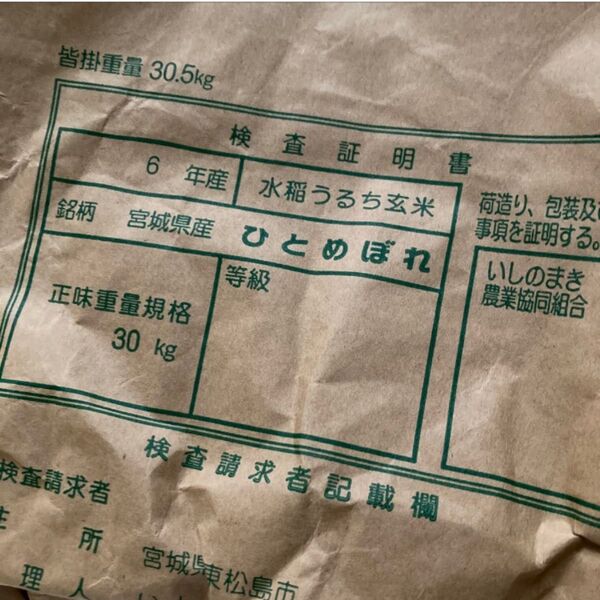 皆掛重量 30.5kg
検査証明書
6 年産 水稲うるち玄米
銘柄 宮城県産 ひとめぼれ
正味重量規格
30 kg
等級
荷造り、包装及び
事項を証明する。
いしのまき
農業協同組合
検査請求者記載欄
検査請求者
住所
宮城県東松島市
理人